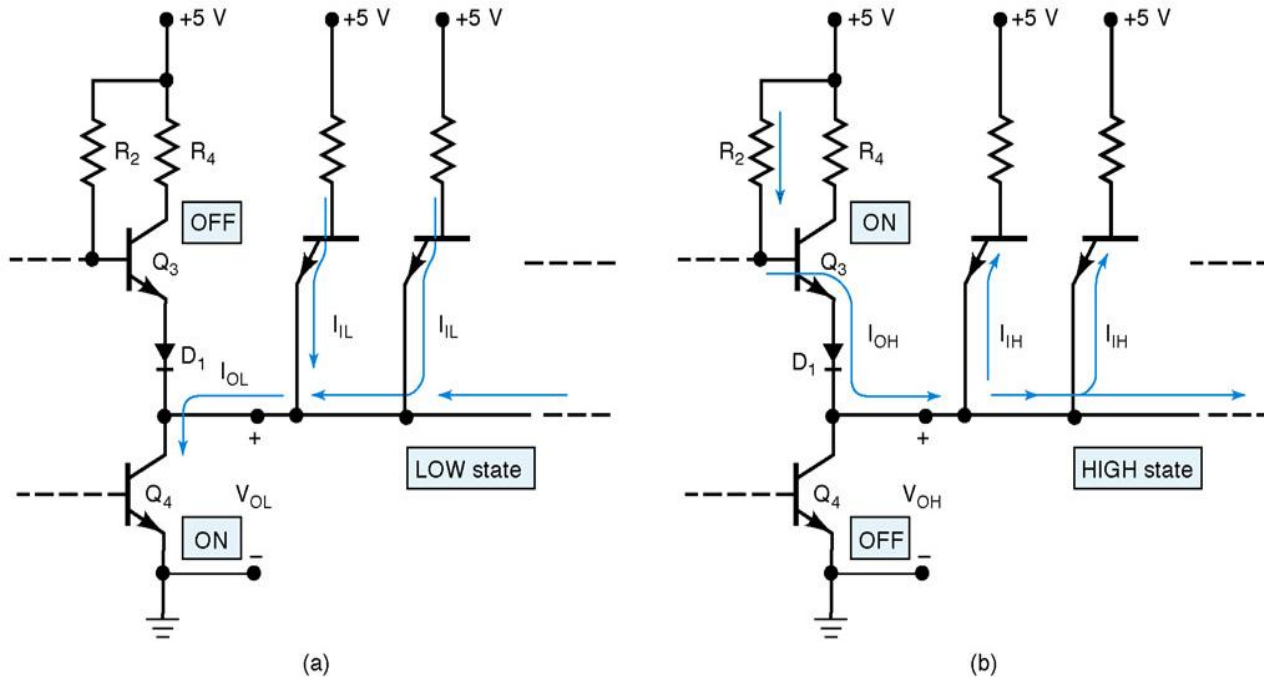 +5 V
+5 V
+5 V
R2
R4
OFF
Q3
IIL
IIL
D1
IOL
+
LOW state
Q4
VOL
ON
–
(a)
+5 V
+5 V
+5 V
R2
R4
ON
Q3
IOH
IIH
IIH
D1
+
HIGH state
Q4
VOH
OFF
–
(b)